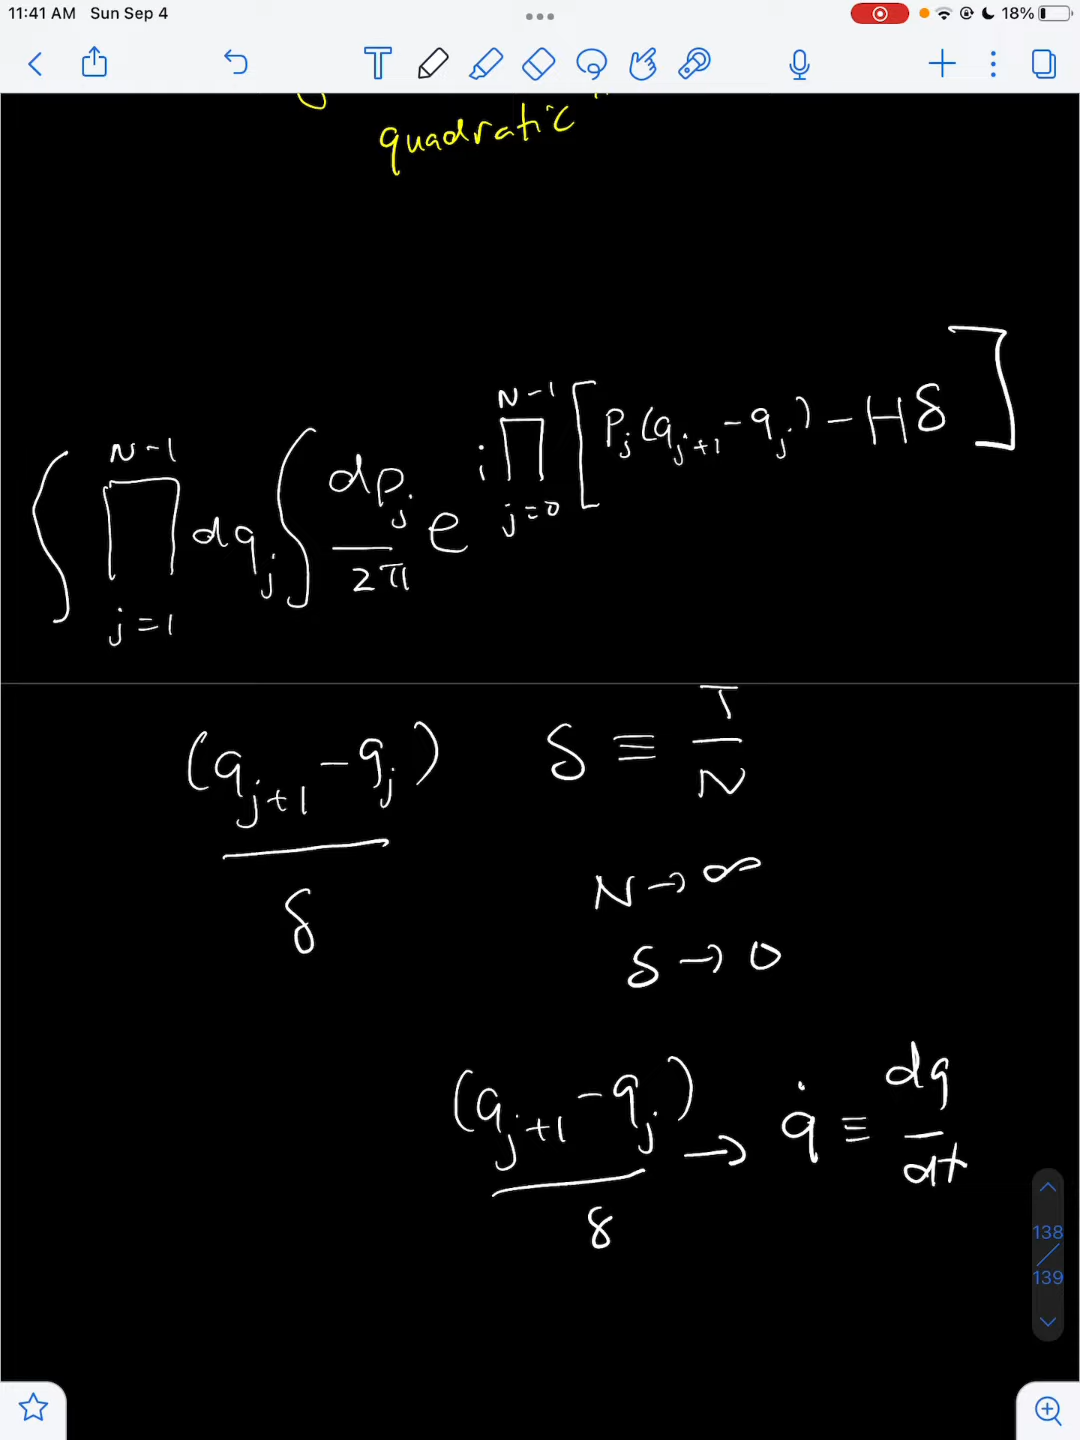 11:41 AM Sun Sep 4 18%
T
quadratic
∫ ∏_{j=1}^{N-1} dq_j ∫ dp_j/2π e^{i ∏_{j=0}^{N-1} [P_j(q_{j+1} - q_j) - Hδ]}
(q_{j+1} - q_j)/δ δ ≡ T/N
N → ∞
δ → 0
(q_{j+1} - q_j)/δ → q̇ ≡ dq/dt
138/139